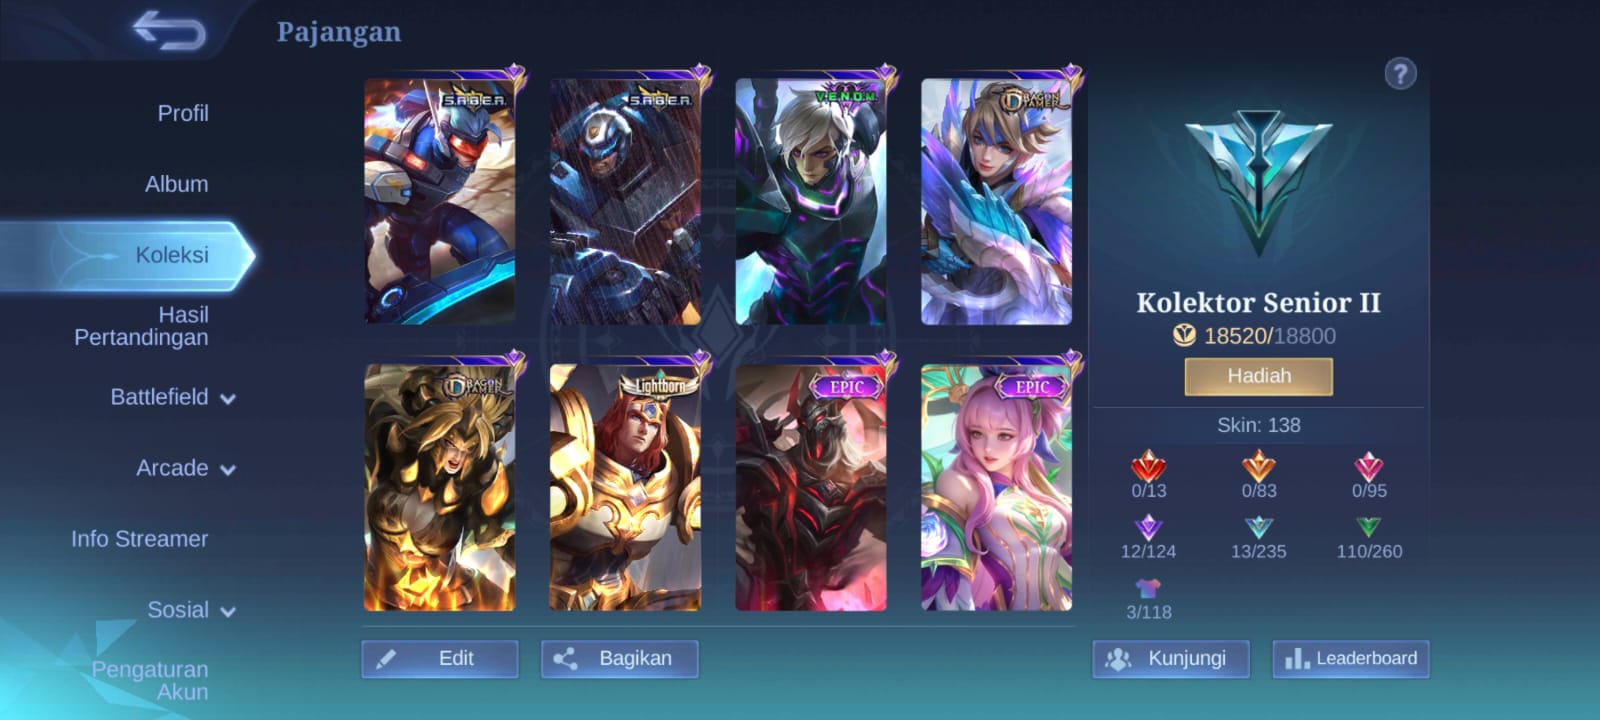 Pajangan
?
Profil
Album
Koleksi
Hasil
Pertandingan
Battlefield
Arcade
Info Streamer
Sosial
Pengaturan
Akun
S.A.B.E.R.
S.A.B.E.R.
V.E.N.O.M.
DRAGON
TAMER
DRAGON
TAMER
Lightborn
EPIC
EPIC
Edit
Bagikan
Kolektor Senior II
18520/18800
Hadiah
Skin: 138
0/13
0/83
0/95
12/124
13/235
110/260
3/118
Kunjungi
Leaderboard